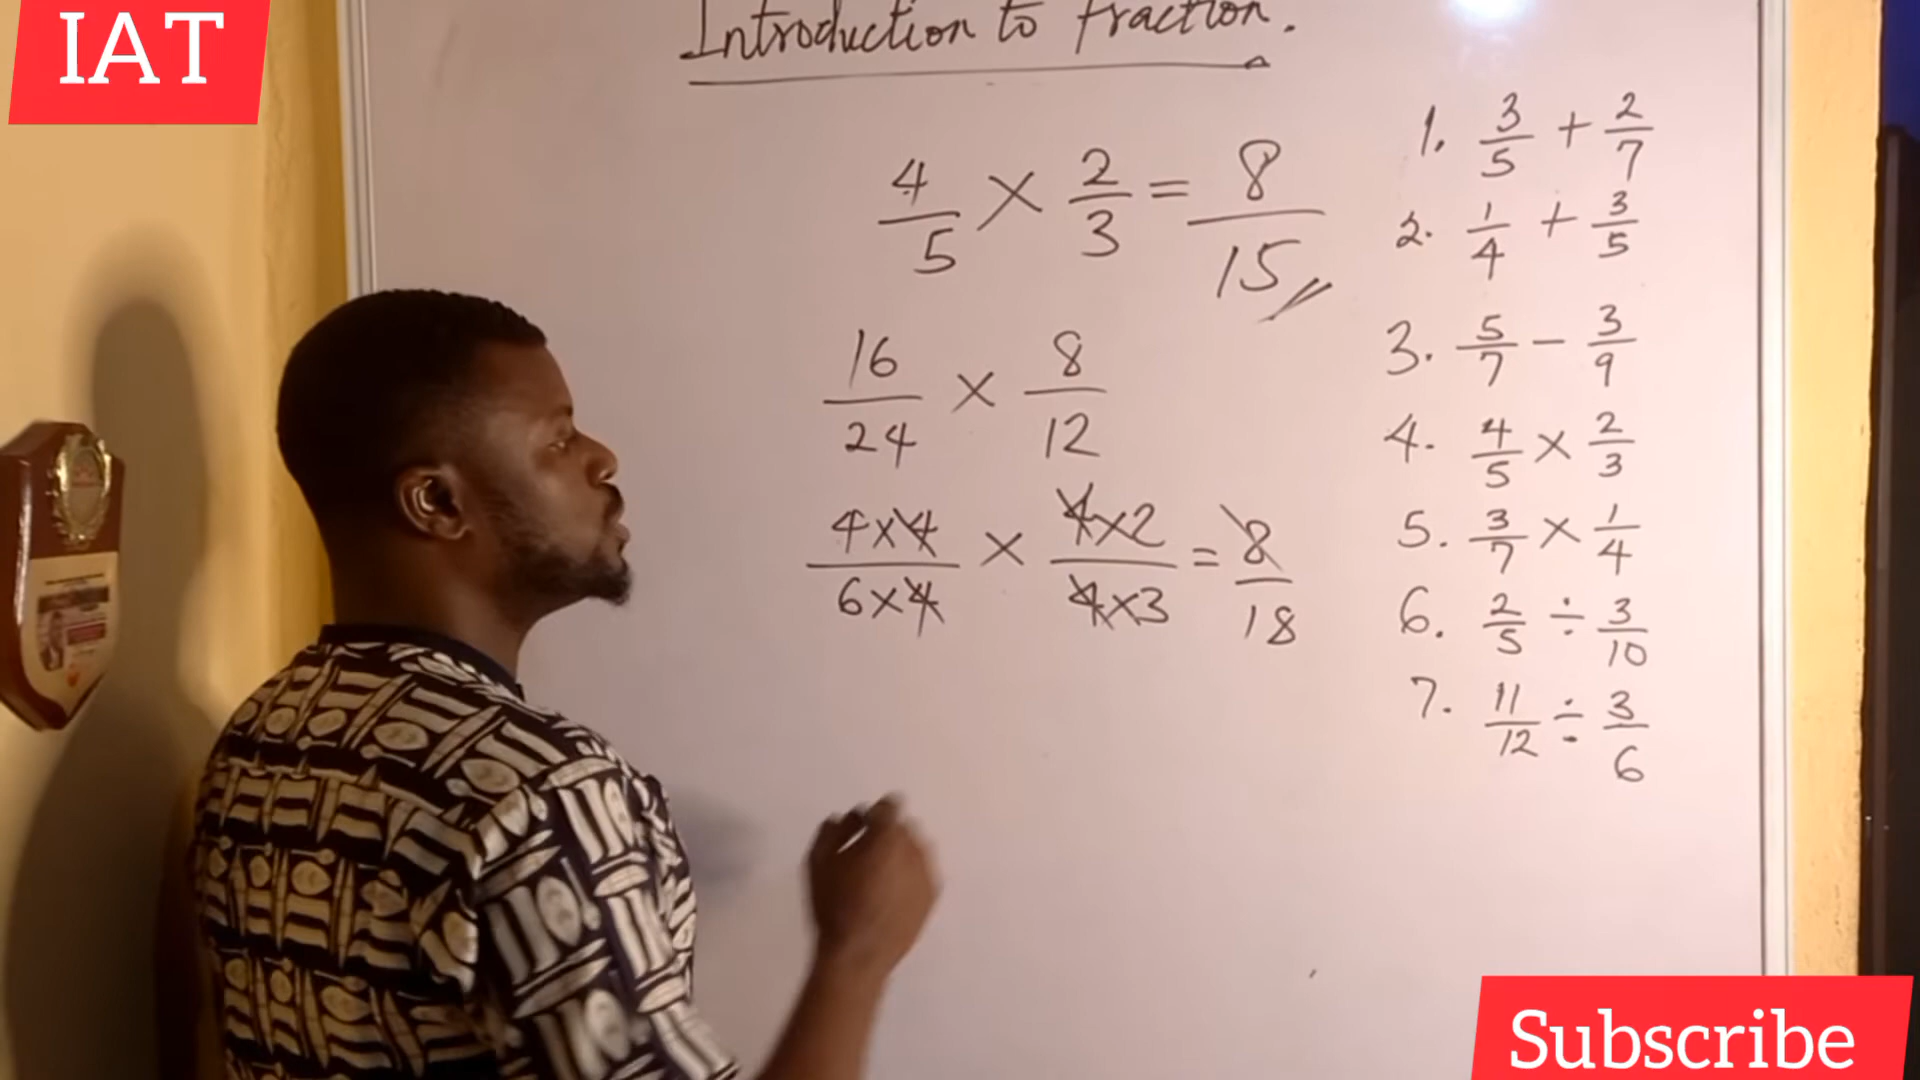 IAT
Introduction to fraction.
4/5 × 2/3 = 8/15
16/24 × 8/12
4×4/6×4 × 4×2/4×3 = 8/18
1. 3/5 + 2/7
2. 1/4 + 3/5
3. 5/7 - 3/9
4. 4/5 × 2/3
5. 3/7 × 1/4
6. 2/5 ÷ 3/10
7. 11/12 ÷ 3/6
Subscribe